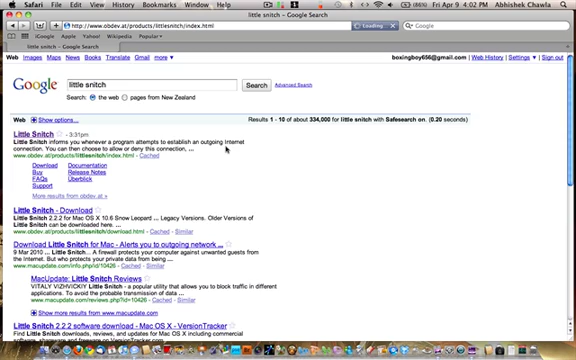 Safari File Edit View History Bookmarks Window Help Fri Apr 9 4:02 PM Abhishek Chawla
little snitch - Google Search
http://www.obdev.at/products/littlesnitch/index.html Loading Google
iGoogle Apple Yahoo! Wikipedia Popular
little snitch - Google Search
Web Images Maps News Books Translate Gmail more boxingboy656@gmail.com | Web History | Settings | Sign out
Google little snitch Search Advanced Search
Search: the web pages from New Zealand
Web Show options... Results 1 - 10 of about 334,000 for little snitch with Safesearch on. (0.20 seconds)
Little Snitch - 3:31pm
Little Snitch informs you whenever a program attempts to establish an outgoing Internet
connection. You can then choose to allow or deny this connection, ...
www.obdev.at/products/littlesnitch/index.html - Cached
Download Documentation
Buy Release Notes
FAQs Überblick
Support
More results from obdev.at »
Little Snitch - Download
Little Snitch 2.2.2 for Mac OS X 10.6 Snow Leopard ... Legacy Versions. Older Versions of
Little Snitch can be downloaded here.
www.obdev.at/products/littlesnitch/download.html - Cached - Similar
Download Little Snitch for Mac - Alerts you to outgoing network ...
9 Mar 2010 ... A firewall protects your computer against unwanted guests from
the Internet. But who protects your private data from being ...
www.macupdate.com/info.php/id/10426 - Cached - Similar
MacUpdate: Little Snitch Reviews
VITALY VIZHVICKIY Little Snitch - a popular utility that allows you to block traffic in different
applications. To avoid the probable transmission of data ...
www.macupdate.com/reviews.php?id=10426 - Cached
Show more results from www.macupdate.com
Little Snitch 2.2.2 software download - Mac OS X - VersionTracker
Find Little Snitch downloads, reviews, and updates for Mac OS X including commercial
software, shareware and freeware on VersionTracker.com